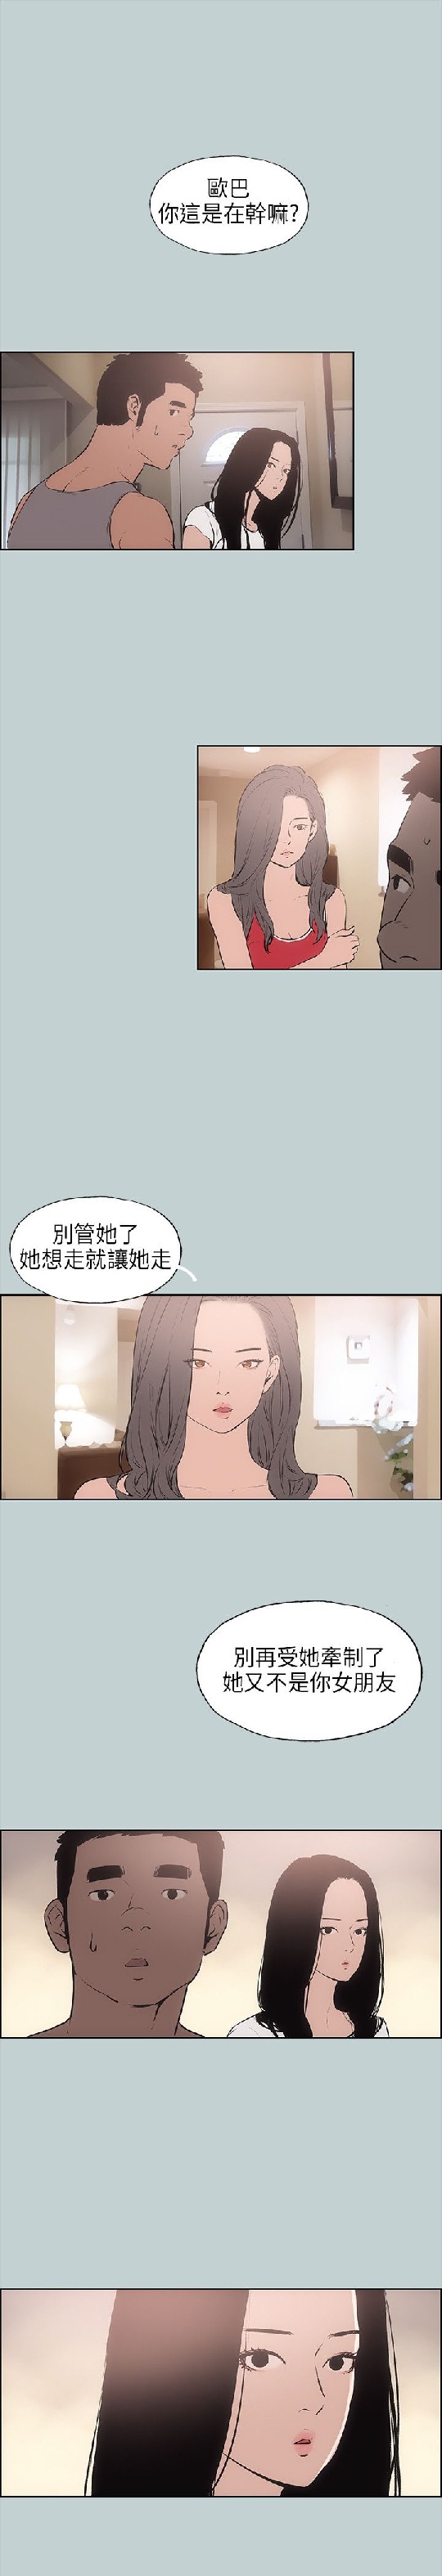 歐巴
你這是在幹嘛?
別管她了
她想走就讓她走
別再受她牽制了
她又不是你女朋友